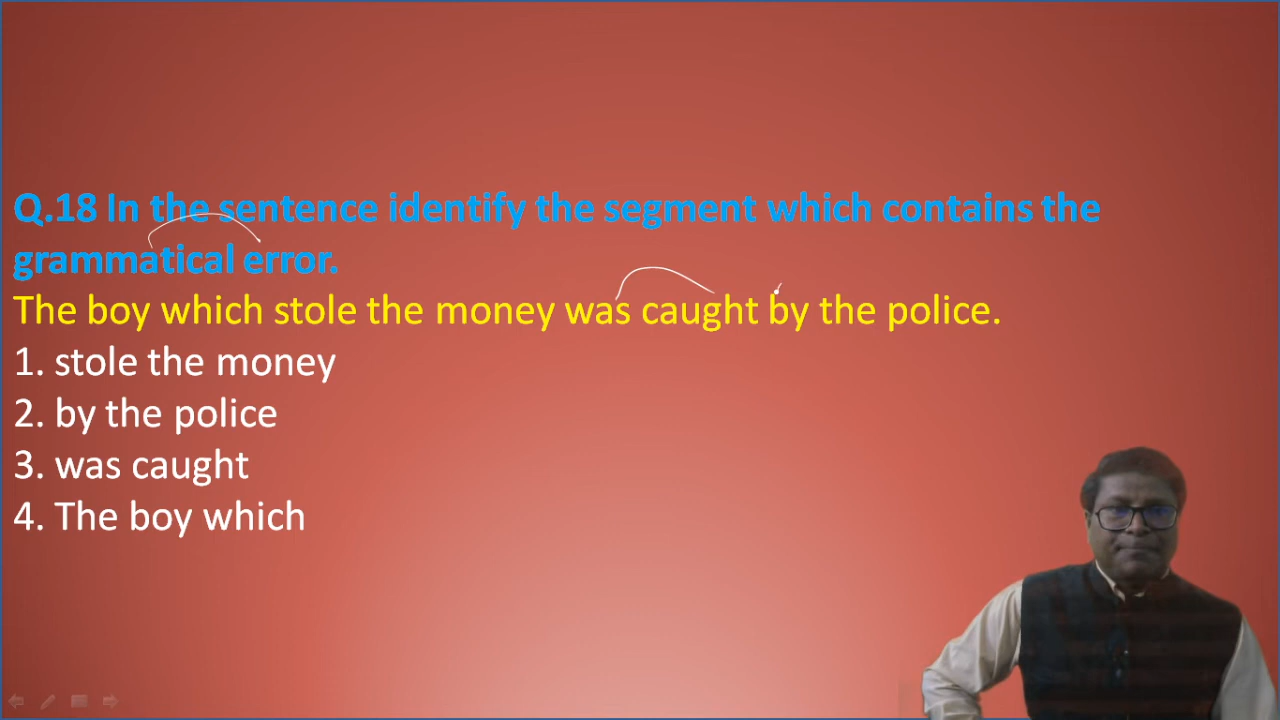 Q.18 In the sentence identify the segment which contains the
grammatical error.
The boy which stole the money was caught by the police.
1. stole the money
2. by the police
3. was caught
4. The boy which